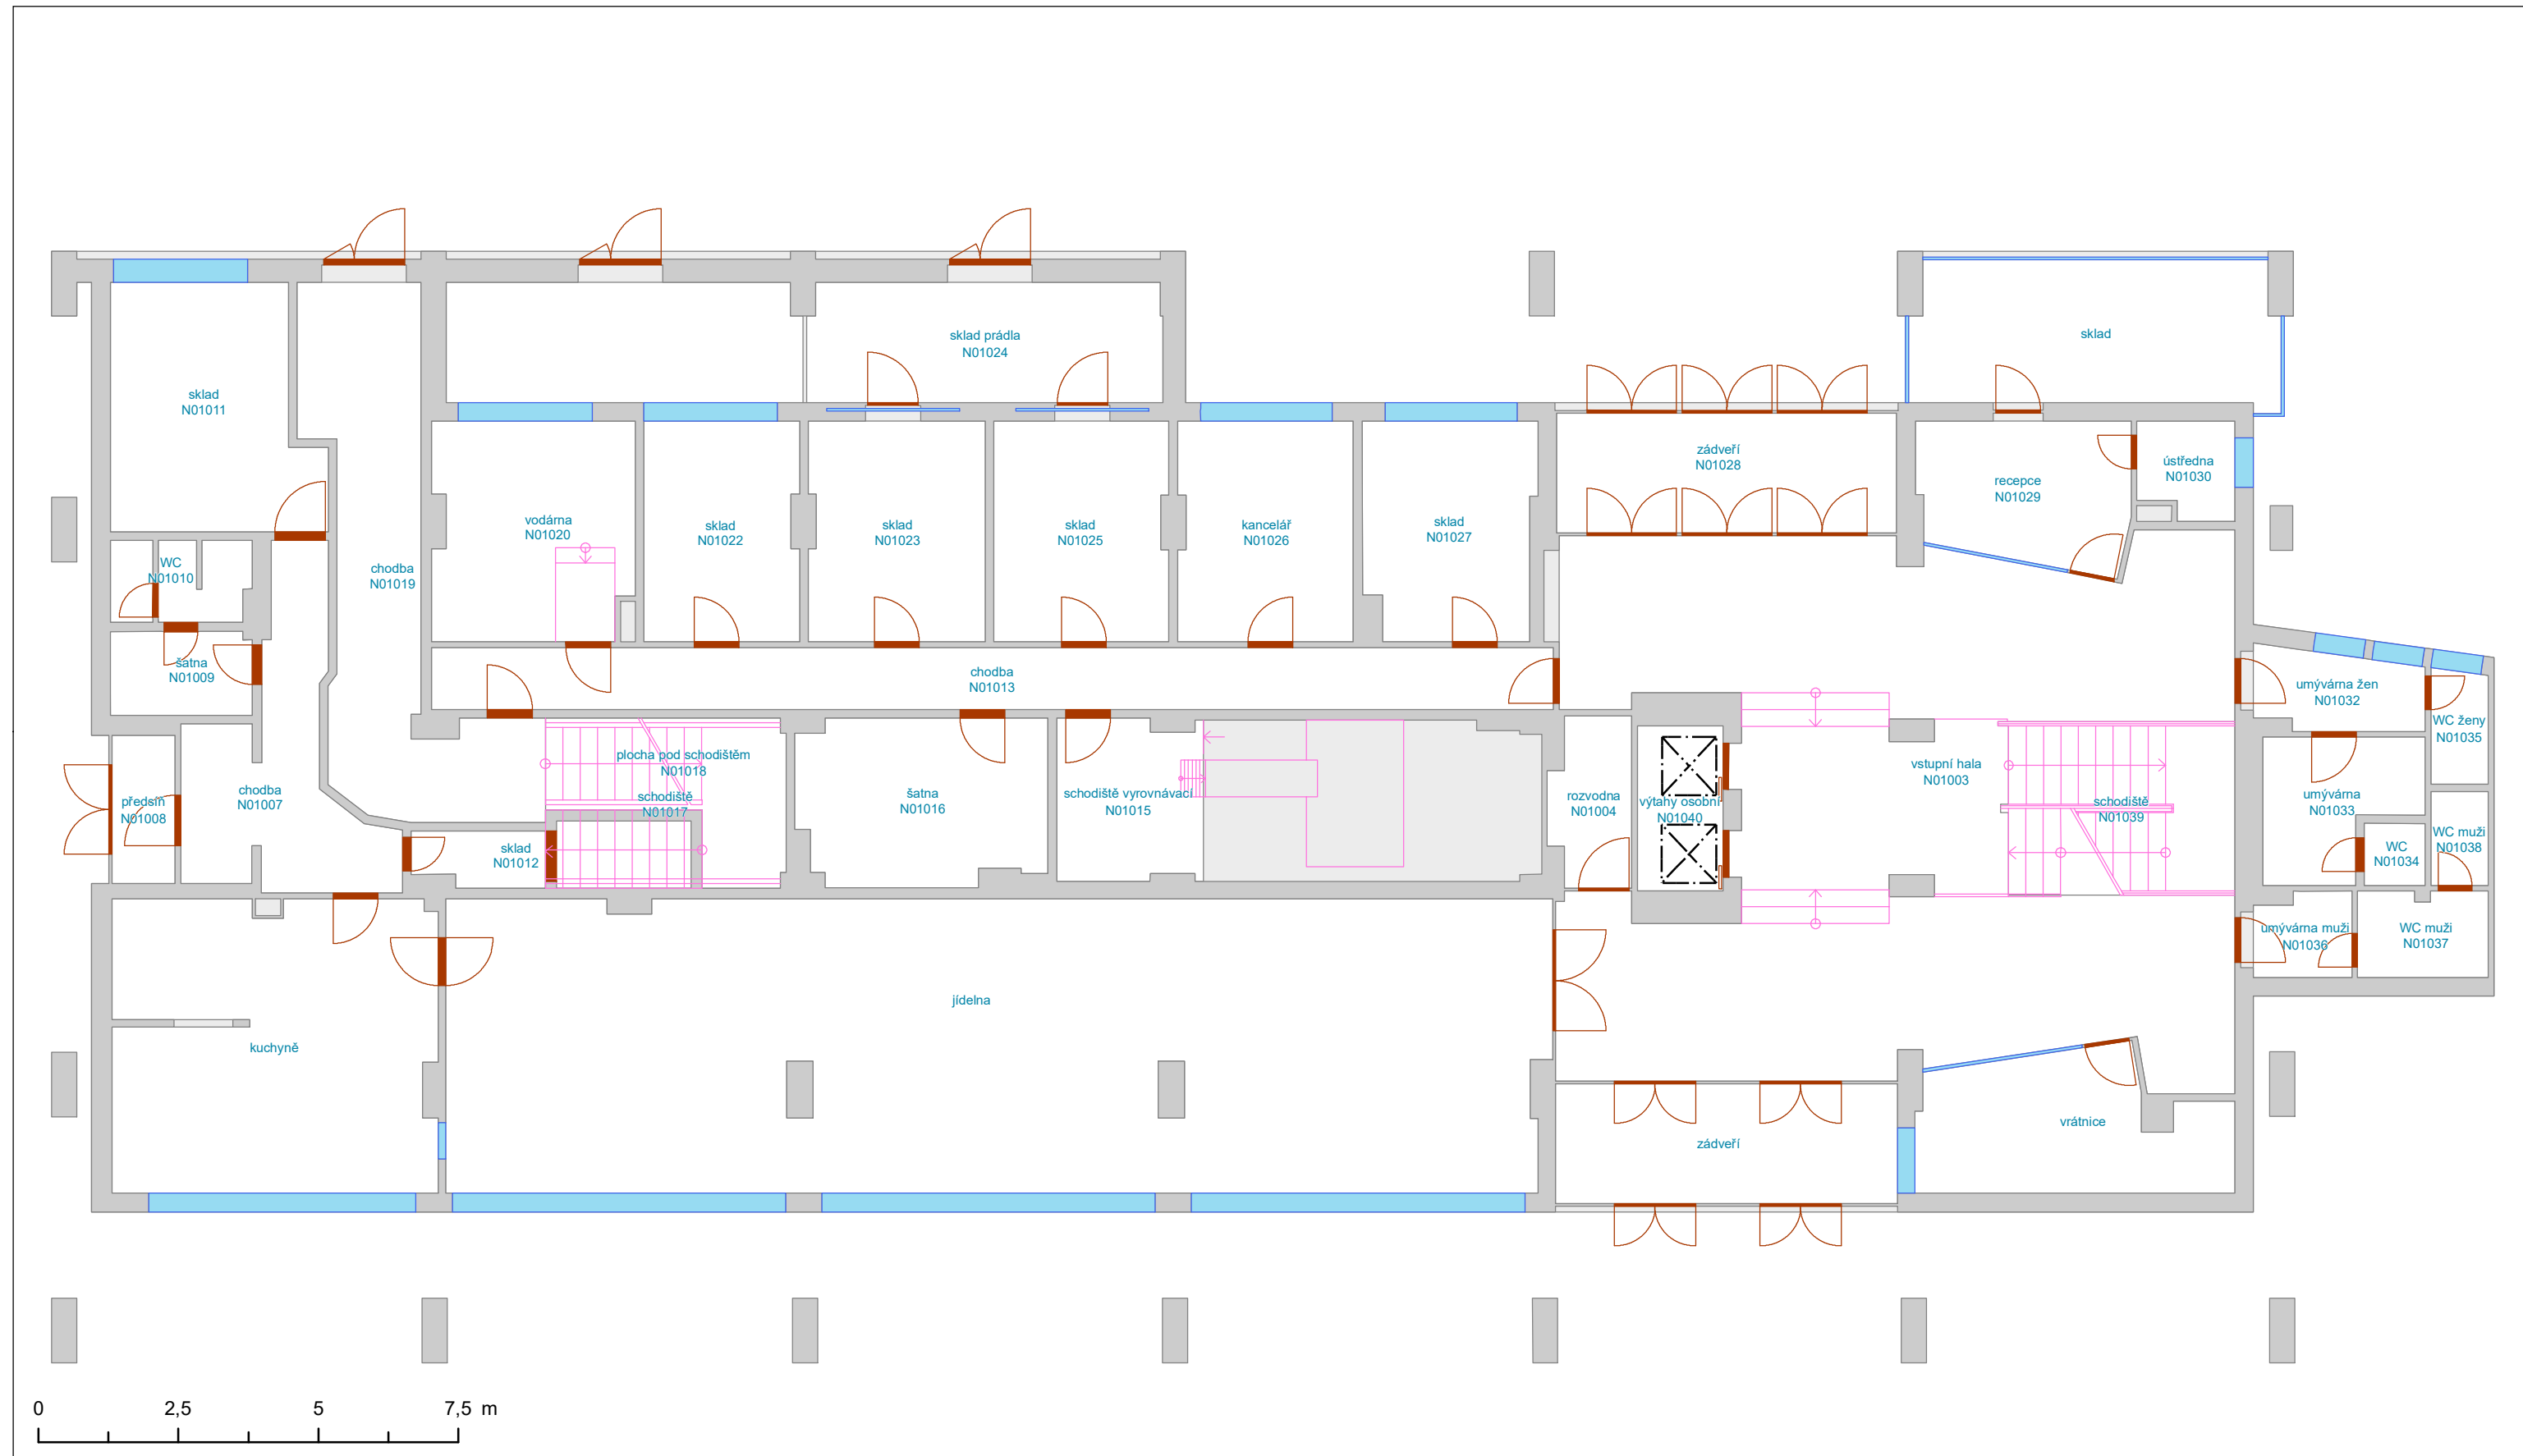 sklad prádla
N01024
sklad
sklad
N01011
zádveří
N01028
ústředna
N01030
recepce
N01029
vodárna
N01020
sklad
N01022
sklad
N01023
sklad
N01025
kancelář
N01026
sklad
N01027
WC
N01010
chodba
N01019
šatna
N01009
chodba
N01013
umývárna žen
N01032
WC ženy
N01035
plocha pod schodištěm
N01018
vstupní hala
N01003
předsíň
N01008
chodba
N01007
schodiště
N01017
šatna
N01016
schodiště vyrovnávací
N01015
rozvodna
N01004
výtahy osobní
N01040
schodiště
N01039
umývárna
N01033
WC muži
N01038
sklad
N01012
WC
N01034
umývárna muži
N01036
WC muži
N01037
jídelna
kuchyně
vrátnice
zádveří
0 2,5 5 7,5 m